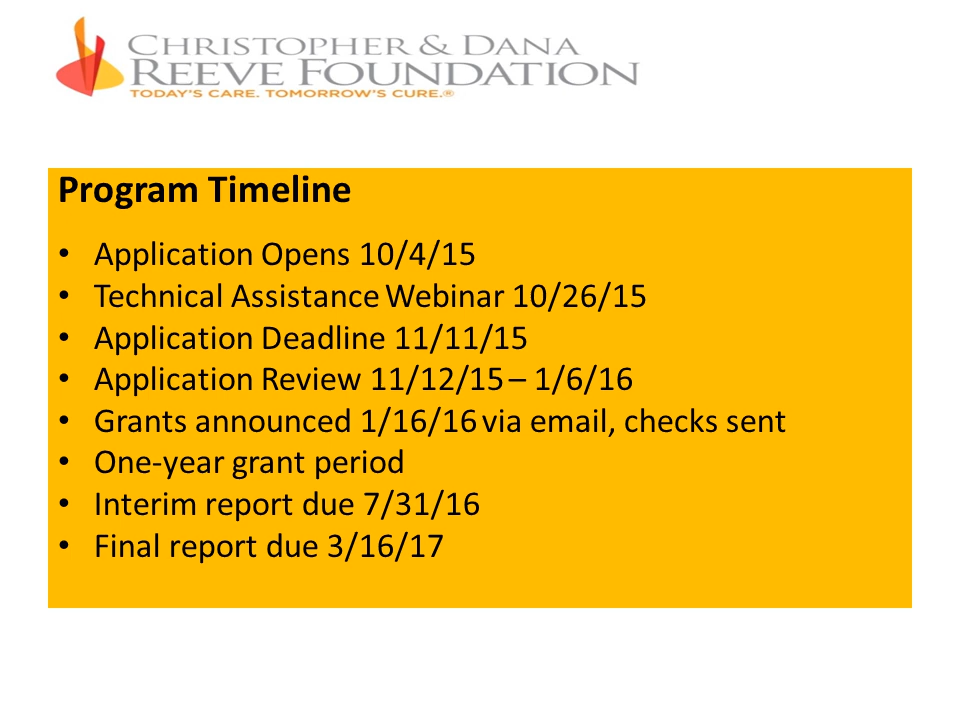 CHRISTOPHER & DANA
REEVE FOUNDATION
TODAY'S CARE. TOMORROW'S CURE.®
Program Timeline
• Application Opens 10/4/15
• Technical Assistance Webinar 10/26/15
• Application Deadline 11/11/15
• Application Review 11/12/15 – 1/6/16
• Grants announced 1/16/16 via email, checks sent
• One-year grant period
• Interim report due 7/31/16
• Final report due 3/16/17